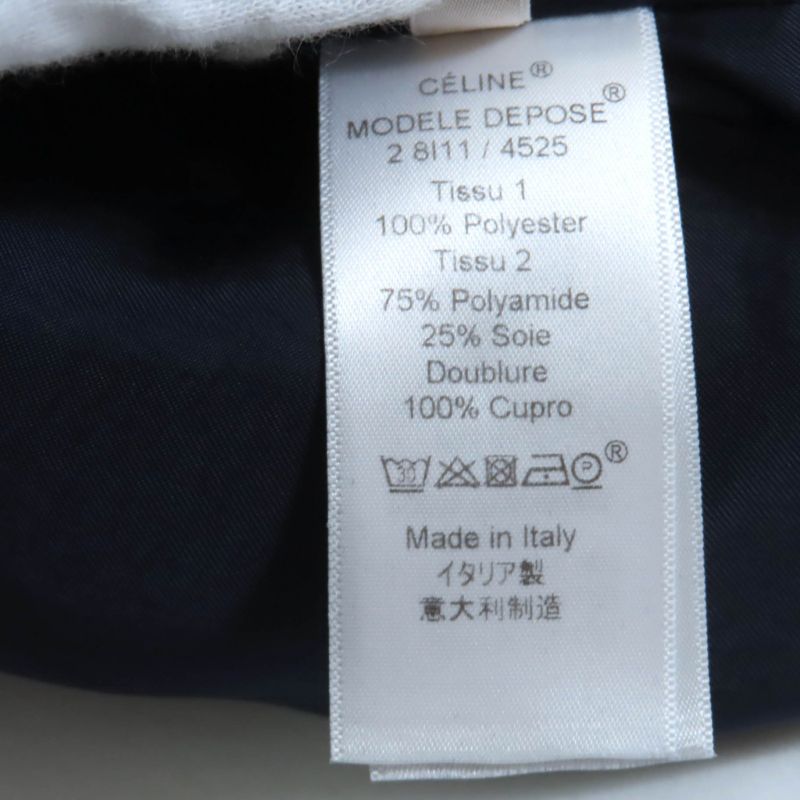 CÉLINE®
MODELE DEPOSE®
2 8I11 / 4525
Tissu 1
100% Polyester
Tissu 2
75% Polyamide
25% Soie
Doublure
100% Cupro
30 P ®
Made in Italy
イタリア製
意大利制造